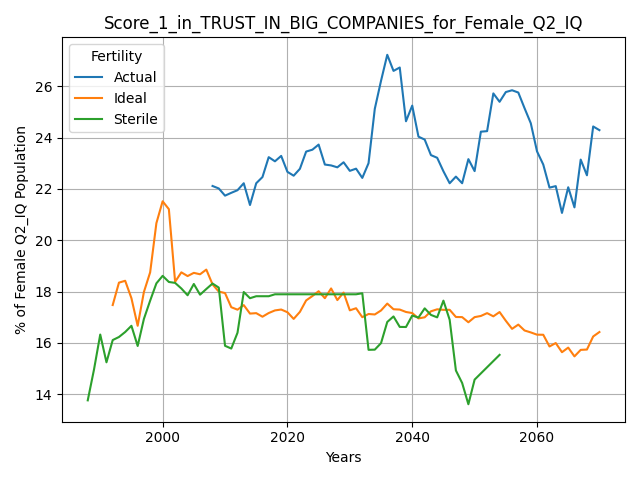 Score_1_in_TRUST_IN_BIG_COMPANIES_for_Female_Q2_IQ
Fertility
Actual
Ideal
Sterile
% of Female Q2_IQ Population
26
24
22
20
18
16
14
2000
2020
2040
2060
Years